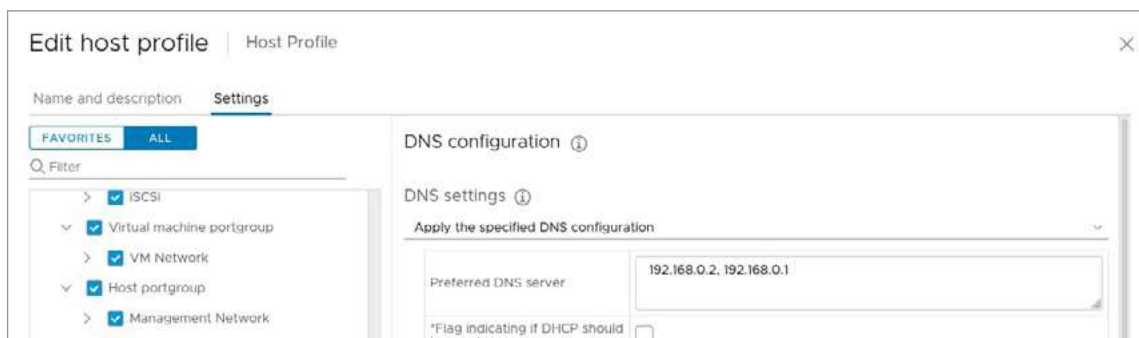 Edit host profile | Host Profile
Name and description Settings
FAVORITES ALL
Filter
iSCSI
Virtual machine portgroup
VM Network
Host portgroup
Management Network
DNS configuration
DNS settings
Apply the specified DNS configuration
Preferred DNS server 192.168.0.2, 192.168.0.1
*Flag indicating if DHCP should